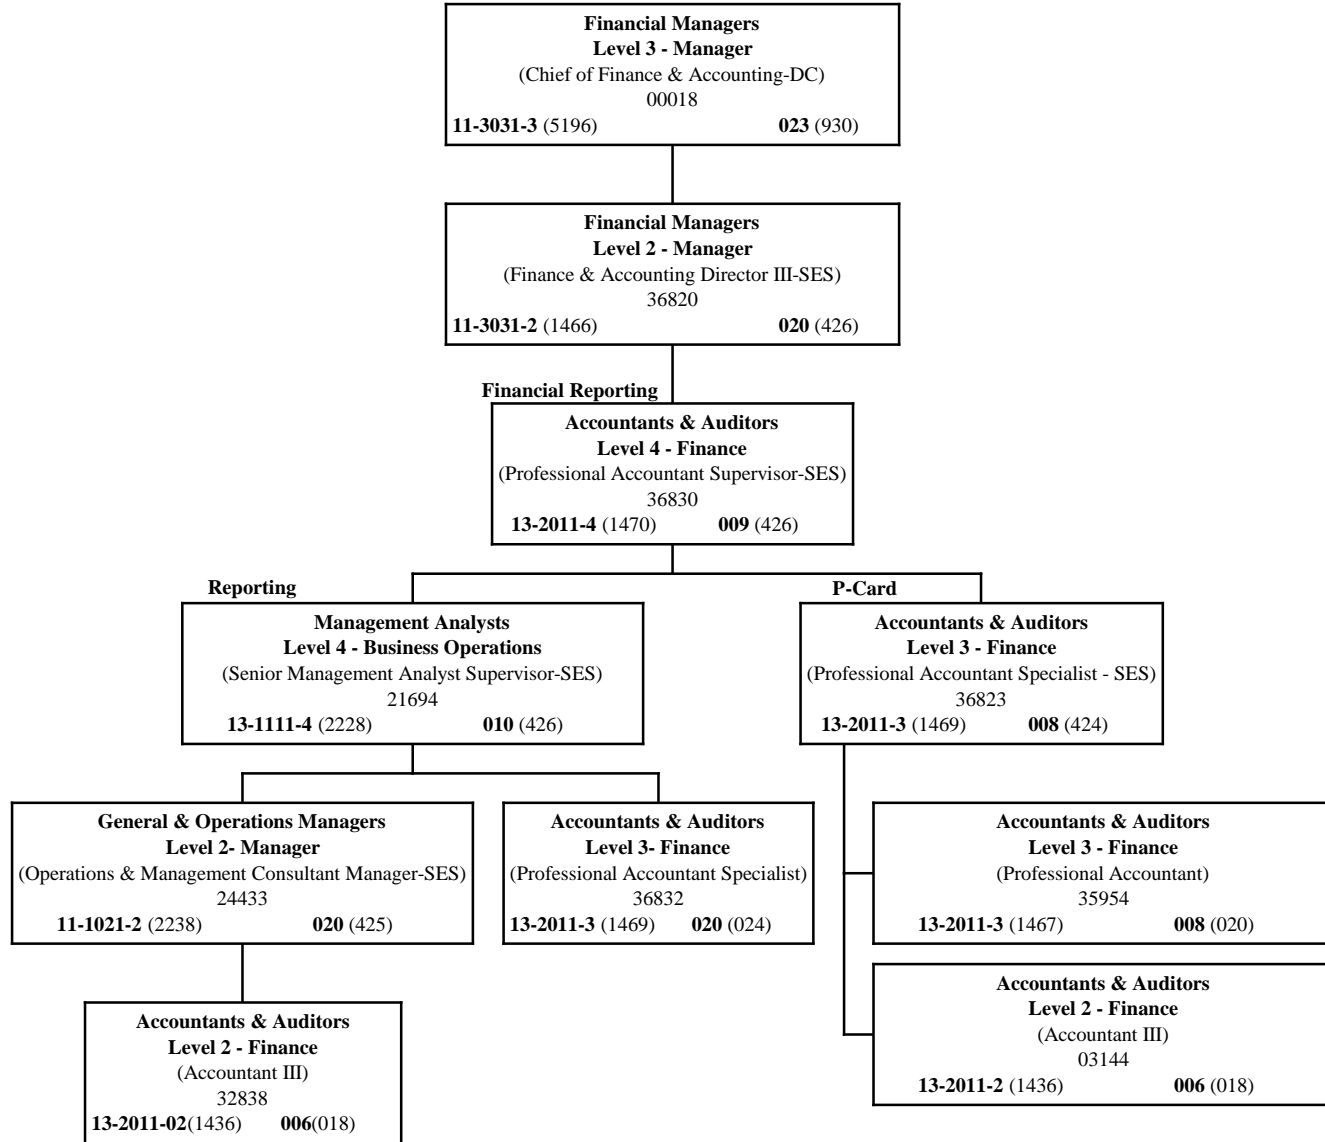 Financial Managers
Level 3 - Manager
(Chief of Finance & Accounting-DC)
00018
11-3031-3 (5196) 023 (930)
Financial Managers
Level 2 - Manager
(Finance & Accounting Director III-SES)
36820
11-3031-2 (1466) 020 (426)
Financial Reporting
Accountants & Auditors
Level 4 - Finance
(Professional Accountant Supervisor-SES)
36830
13-2011-4 (1470) 009 (426)
Reporting
Management Analysts
Level 4 - Business Operations
(Senior Management Analyst Supervisor-SES)
21694
13-1111-4 (2228) 010 (426)
P-Card
Accountants & Auditors
Level 3 - Finance
(Professional Accountant Specialist - SES)
36823
13-2011-3 (1469) 008 (424)
General & Operations Managers
Level 2- Manager
(Operations & Management Consultant Manager-SES)
24433
11-1021-2 (2238) 020 (425)
Accountants & Auditors
Level 3- Finance
(Professional Accountant Specialist)
36832
13-2011-3 (1469) 020 (024)
Accountants & Auditors
Level 3 - Finance
(Professional Accountant)
35954
13-2011-3 (1467) 008 (020)
Accountants & Auditors
Level 2 - Finance
(Accountant III)
03144
13-2011-2 (1436) 006 (018)
Accountants & Auditors
Level 2 - Finance
(Accountant III)
32838
13-2011-02(1436) 006(018)